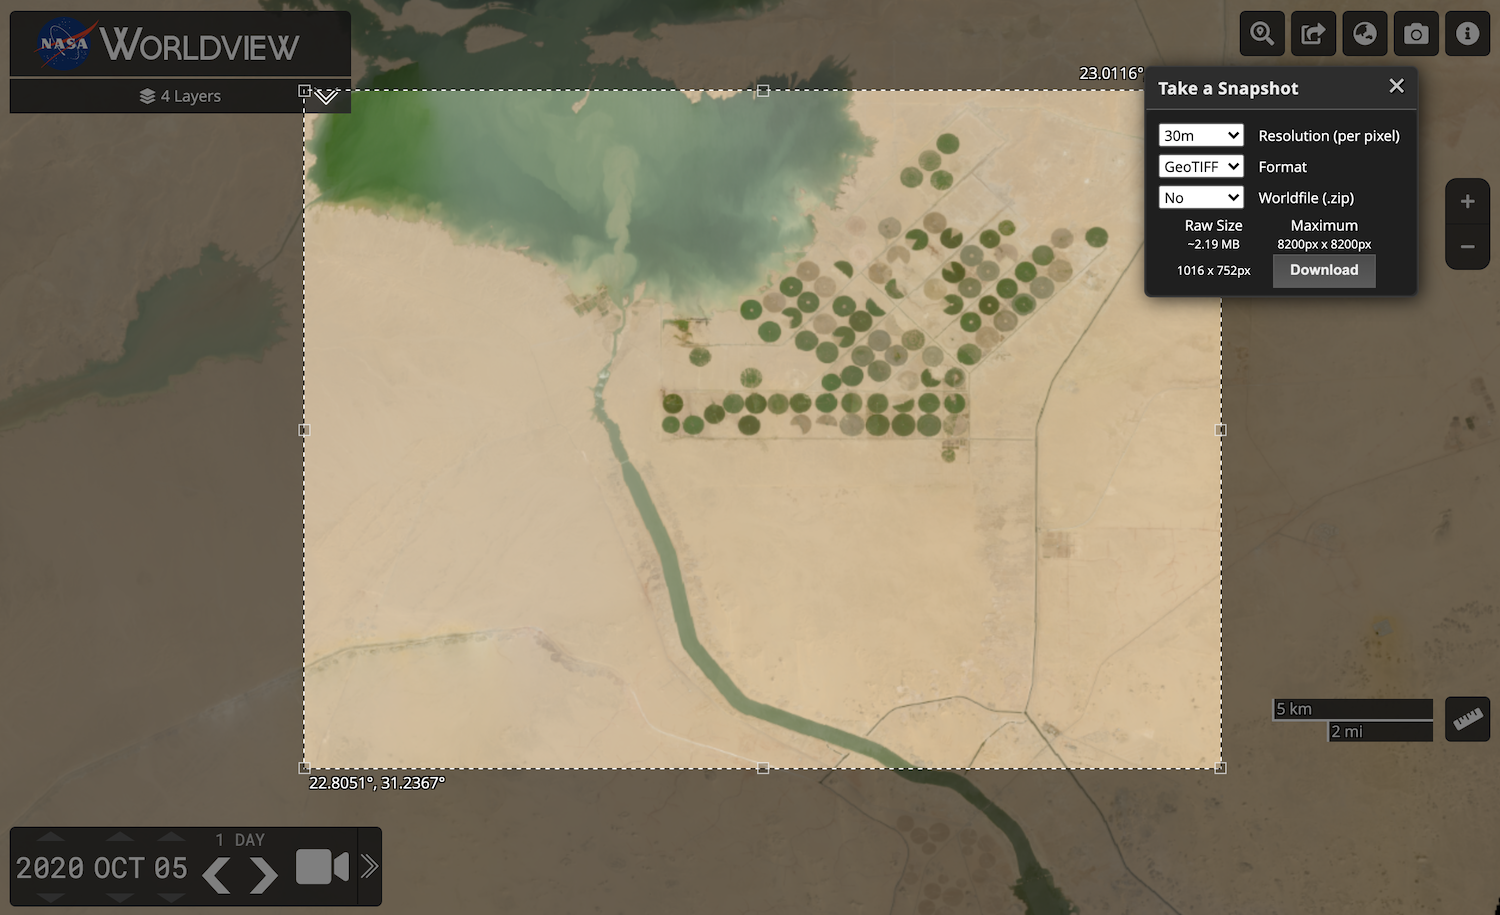 NASA WORLDVIEW
4 Layers
23.0116°
Take a Snapshot
30m Resolution (per pixel)
GeoTIFF Format
No Worldfile (.zip)
Raw Size Maximum
~2.19 MB 8200px x 8200px
1016 x 752px Download
+
−
5 km
2 mi
22.8051°, 31.2367°
1 DAY
2020 OCT 05